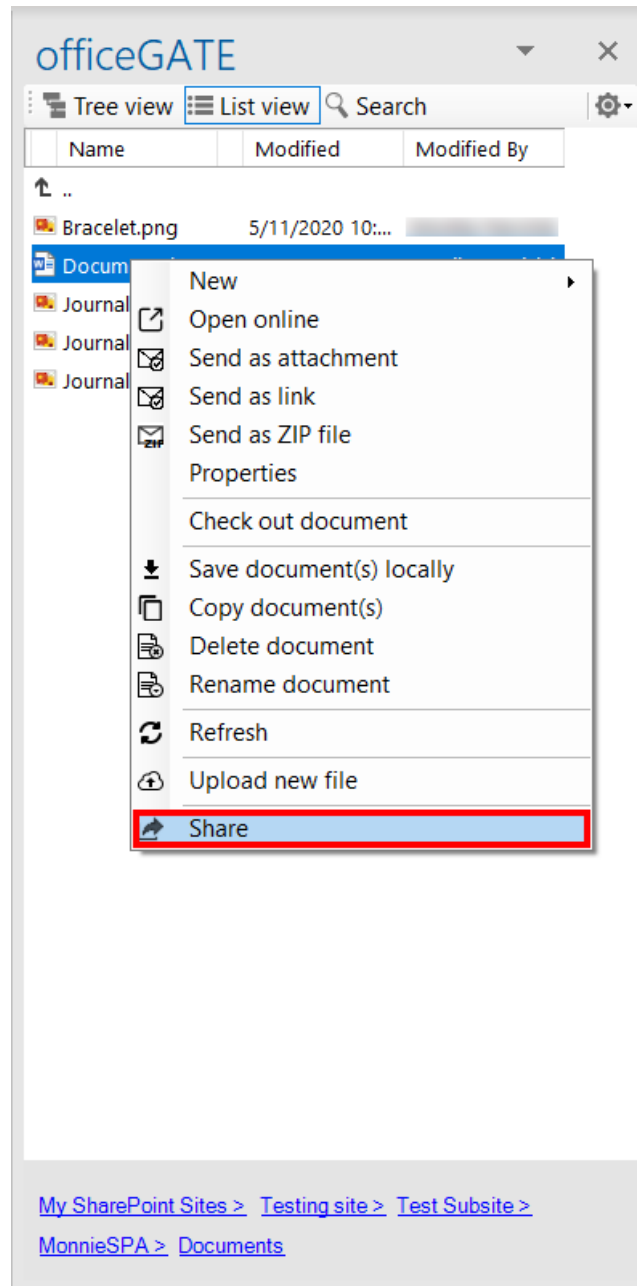 officeGATE
Tree view List view Search
Name Modified Modified By
..
Bracelet.png 5/11/2020 10:...
Docum
Journal
Journal
Journal
New
Open online
Send as attachment
Send as link
ZIP Send as ZIP file
Properties
Check out document
Save document(s) locally
Copy document(s)
Delete document
Rename document
Refresh
Upload new file
Share
My SharePoint Sites > Testing site > Test Subsite >
MonnieSPA > Documents